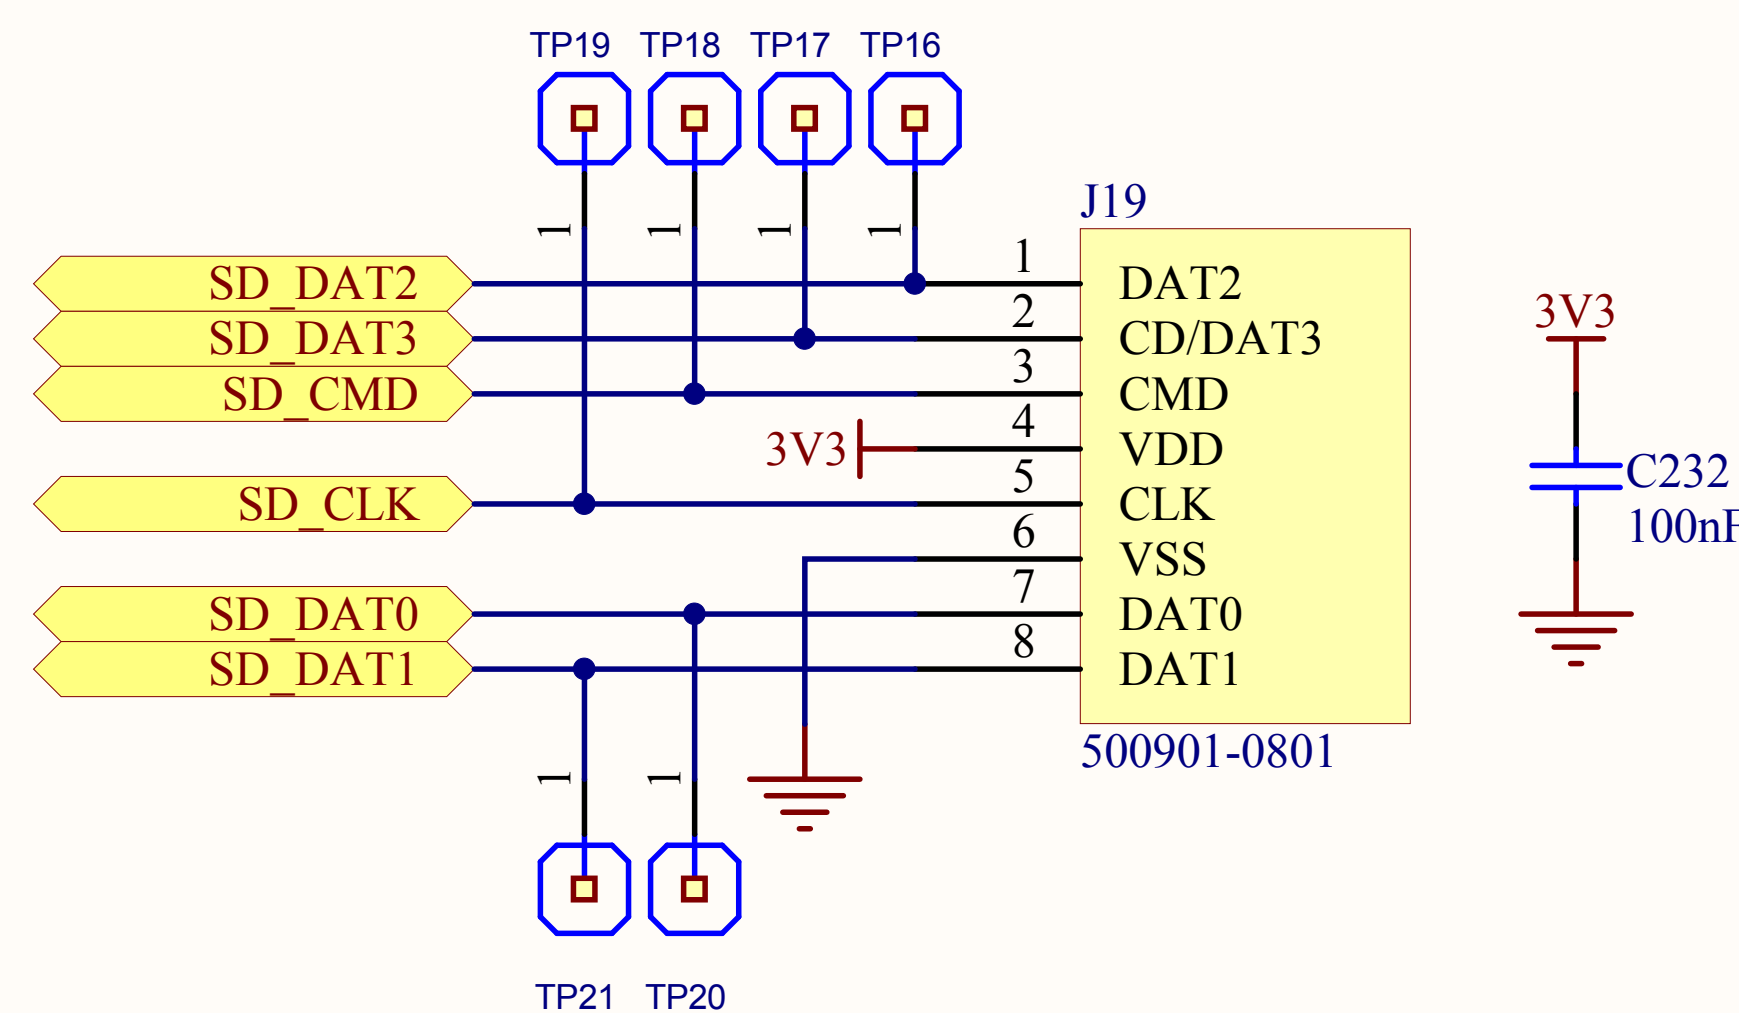 TP19 TP18 TP17 TP16
J19
1 1 1 1
SD_DAT2 1 DAT2
SD_DAT3 2 CD/DAT3
3V3
SD_CMD 3 CMD
3V3 4 VDD
C232
SD_CLK 5 CLK
100nF
6 VSS
SD_DAT0 7 DAT0
SD_DAT1 8 DAT1
500901-0801
1 1
TP21 TP20